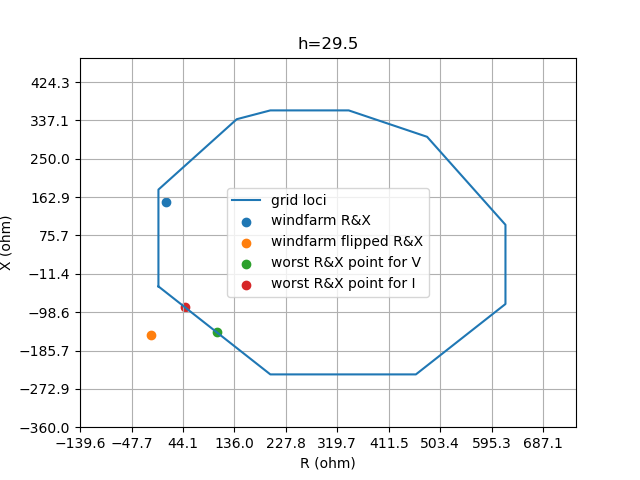 h=29.5
424.3
337.1
250.0
162.9
75.7
−11.4
−98.6
−185.7
−272.9
−360.0
X (ohm)
grid loci
windfarm R&X
windfarm flipped R&X
worst R&X point for V
worst R&X point for I
−139.6 −47.7 44.1 136.0 227.8 319.7 411.5 503.4 595.3 687.1
R (ohm)